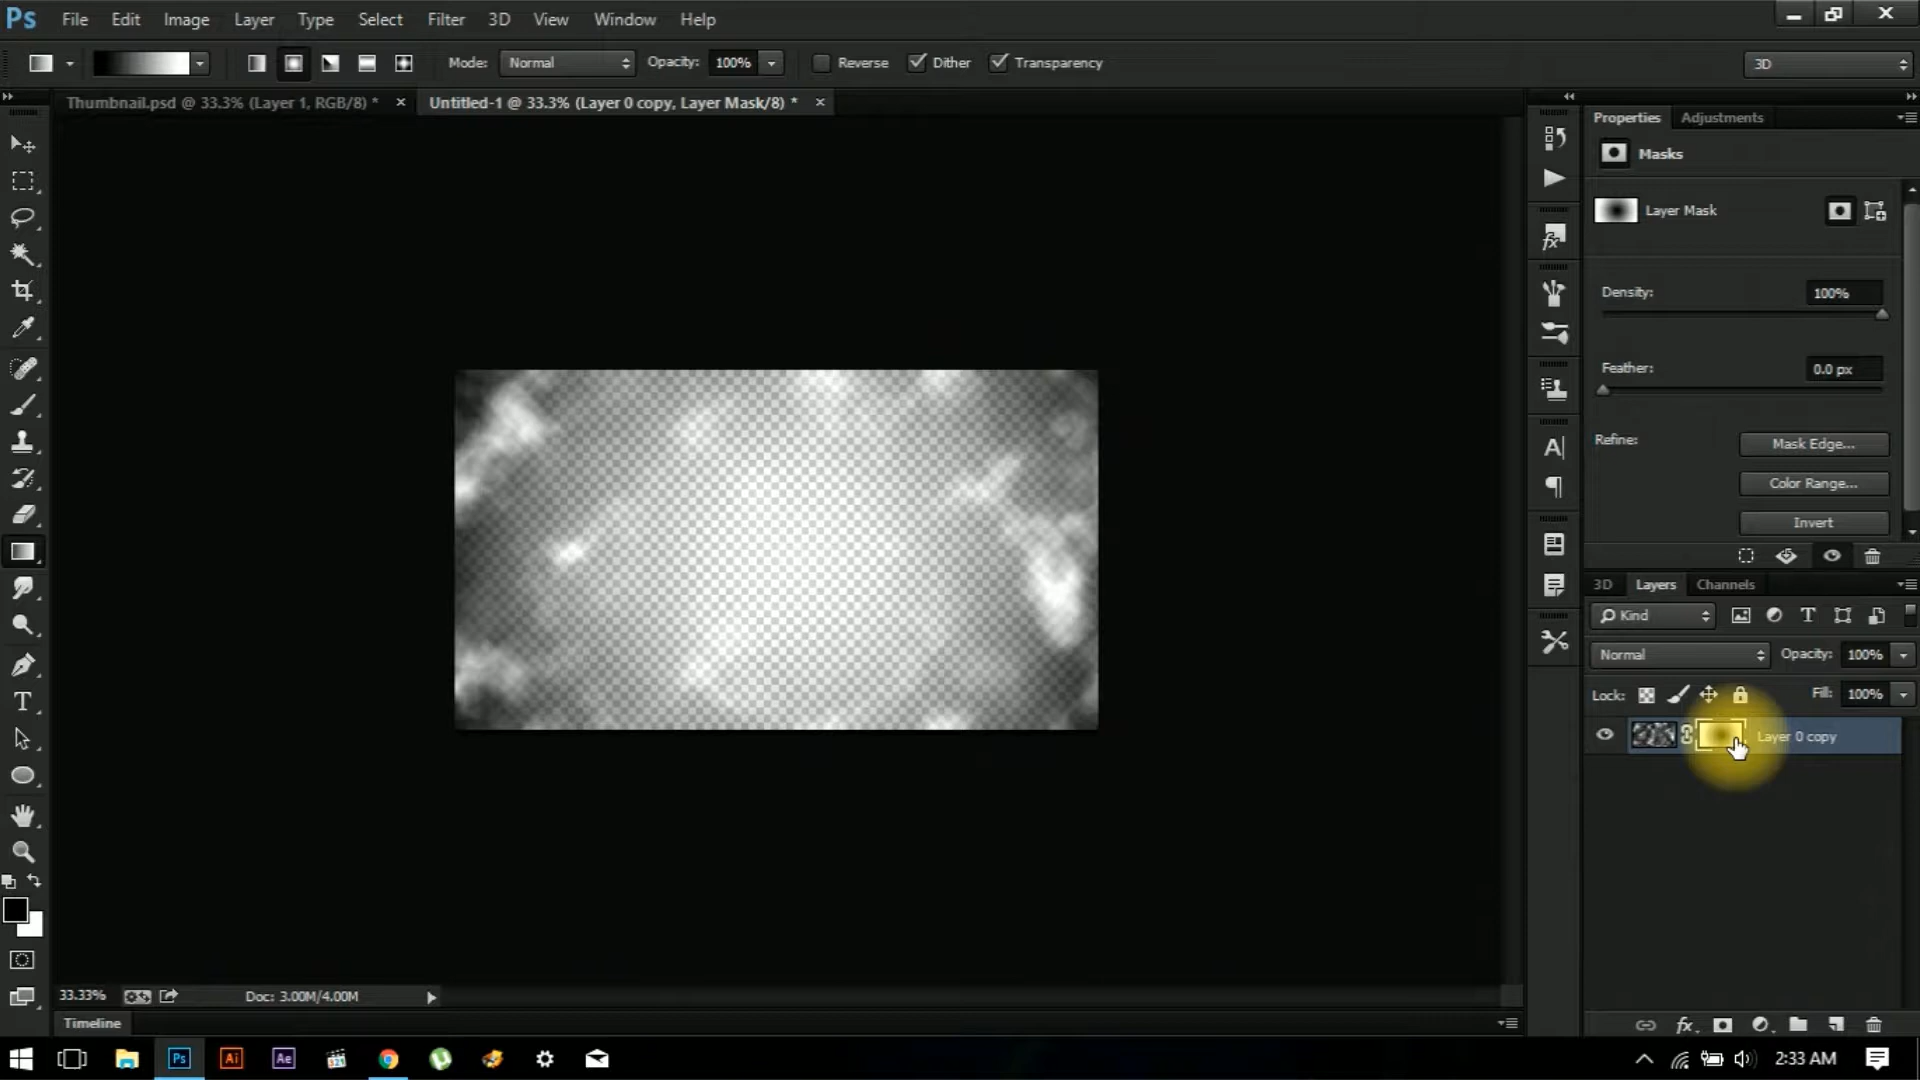 Ps File Edit Image Layer Type Select Filter 3D View Window Help
Mode: Normal Opacity: 100% Reverse Dither Transparency 3D
Thumbnail.psd @ 33.3% (Layer 1, RGB/8) * × Untitled-1 @ 33.3% (Layer 0 copy, Layer Mask/8) * ×
Properties Adjustments
Masks
Layer Mask
Density: 100%
Feather: 0.0 px
Refine: Mask Edge...
Color Range...
Invert
3D Layers Channels
Kind
Normal Opacity: 100%
Lock: Fill: 100%
Layer 0 copy
33.33% Doc: 3.00M/4.00M
Timeline
Ps Ai Ae 2:33 AM